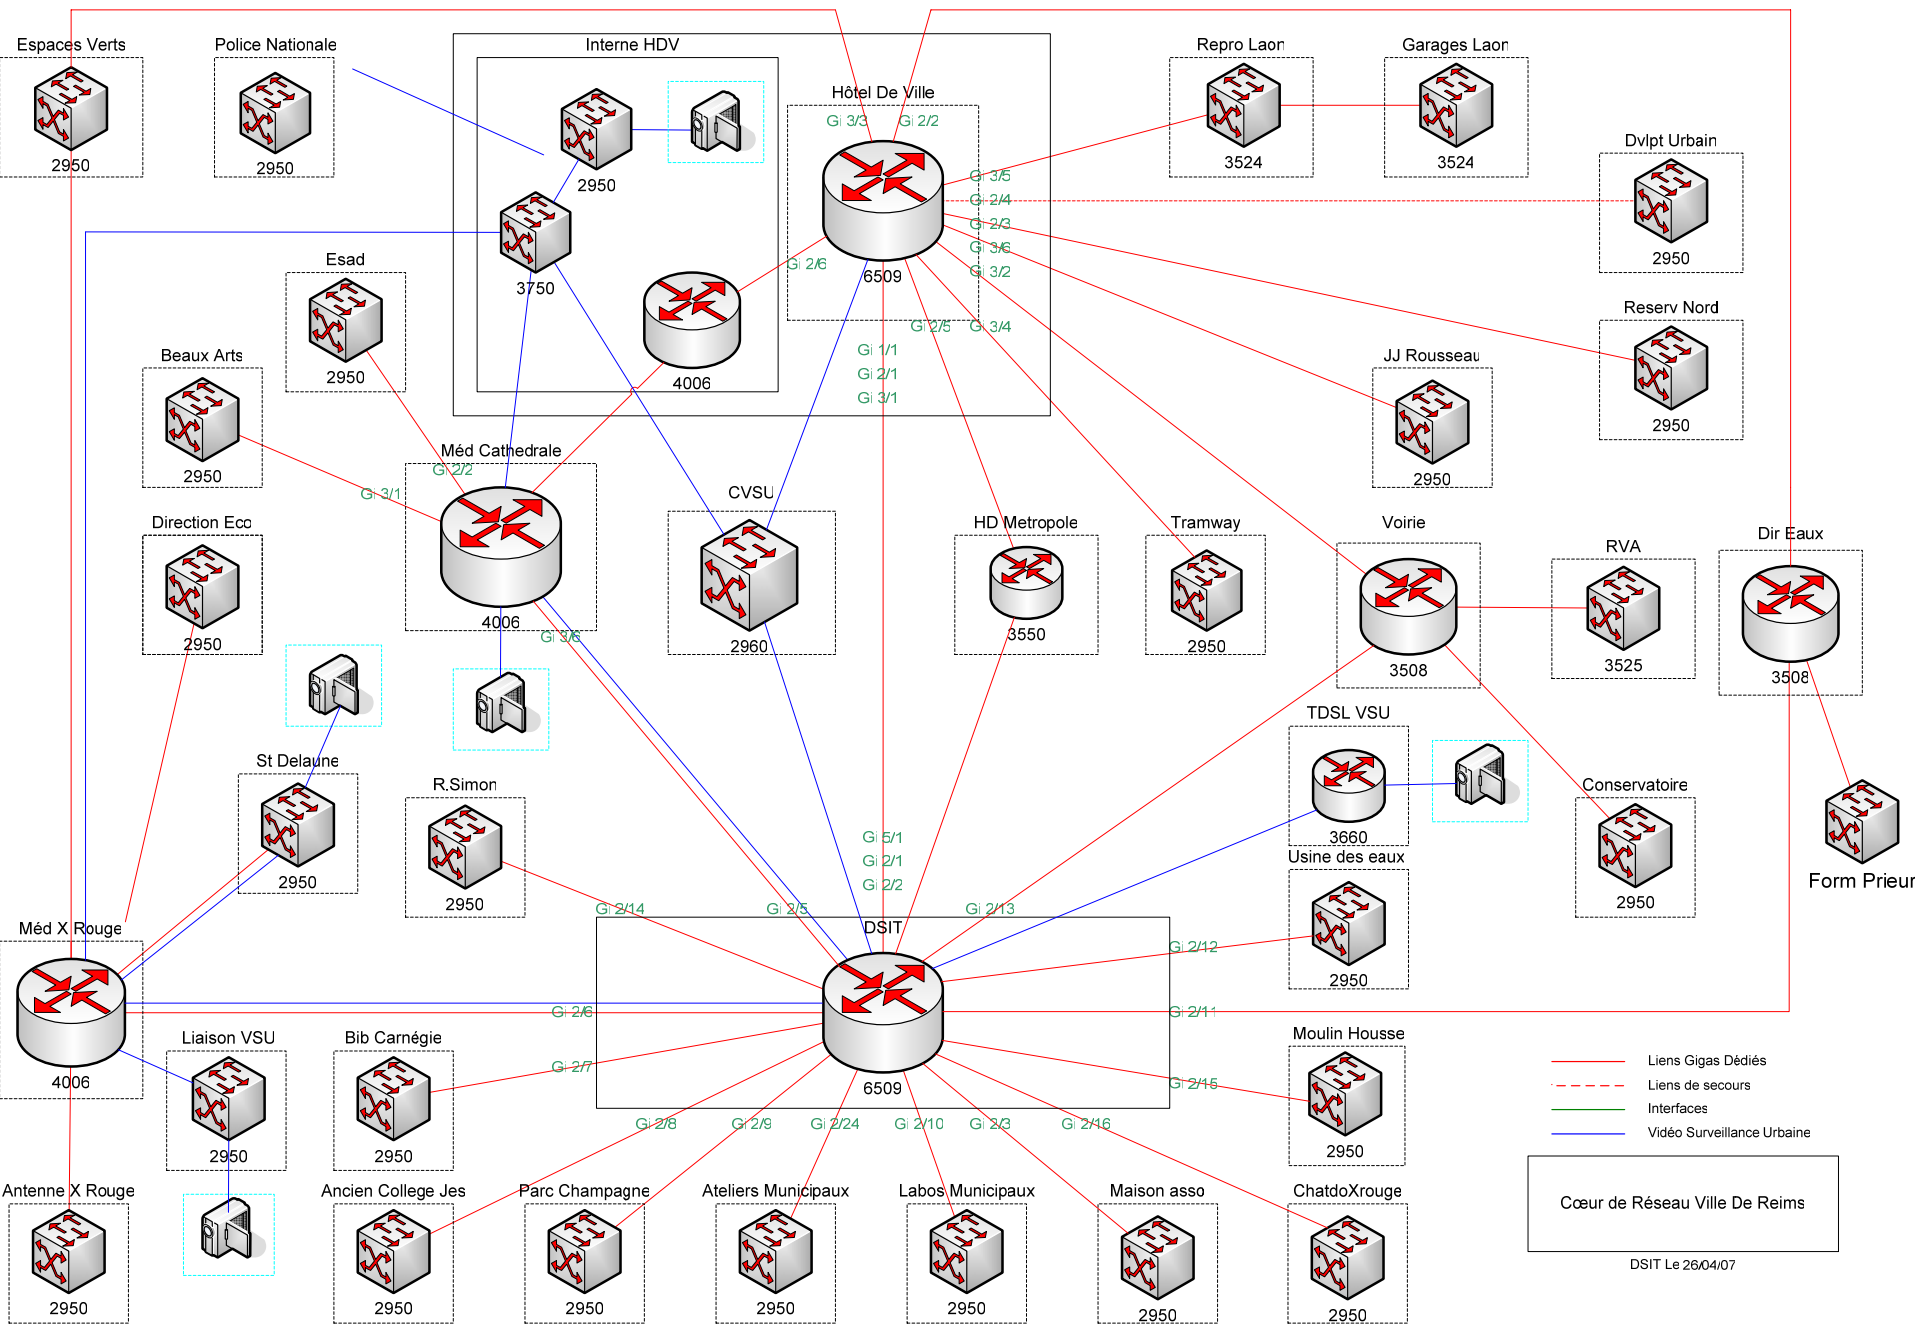 Espaces Verts
2950
Police Nationale
2950
Interne HDV
2950
3750
4006
Gi 2/6
Hôtel De Ville
Gi 3/3
Gi 2/2
6509
Gi 3/5
Gi 2/4
Gi 2/3
Gi 3/6
Gi 3/2
Gi 2/5
Gi 3/4
Gi 1/1
Gi 2/1
Gi 3/1
Repro Laon
3524
Garages Laon
3524
Dvlpt Urbain
2950
Reserv Nord
2950
JJ Rousseau
2950
Esad
2950
Beaux Arts
2950
Gi 3/1
Méd Cathedrale
Gi 2/2
4006
Gi 3/6
Direction Eco
2950
CVSU
2960
HD Metropole
3550
Tramway
2950
Voirie
3508
RVA
3525
Dir Eaux
3508
St Delaune
2950
R.Simon
2950
TDSL VSU
3660
Conservatoire
2950
Form Prieur
Usine des eaux
2950
Gi 5/1
Gi 2/1
Gi 2/2
Gi 2/14
Gi 2/5
Gi 2/13
DSIT
Gi 2/12
6509
Gi 2/6
Gi 2/11
Gi 2/7
Gi 2/15
Gi 2/8
Gi 2/9
Gi 2/24
Gi 2/10
Gi 2/3
Gi 2/16
Méd X Rouge
4006
Liaison VSU
2950
Bib Carnégie
2950
Moulin Housse
2950
Antenne X Rouge
2950
Ancien College Jes
2950
Parc Champagne
2950
Ateliers Municipaux
2950
Labos Municipaux
2950
Maison asso
2950
ChatdoXrouge
2950
Liens Gigas Dédiés
Liens de secours
Interfaces
Vidéo Surveillance Urbaine
Cœur de Réseau Ville De Reims
DSIT Le 26/04/07